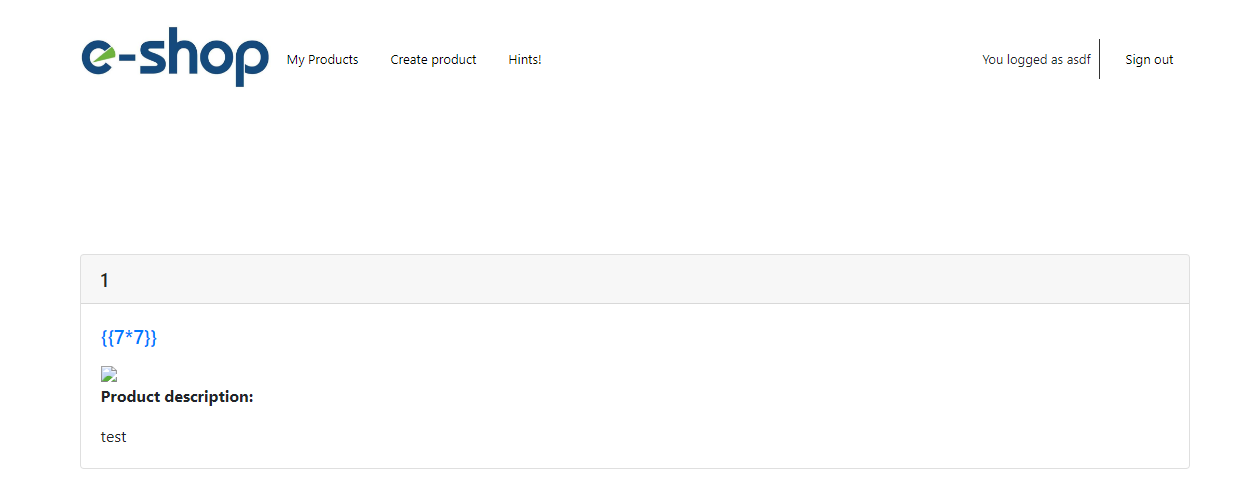 e-shop My Products Create product Hints! You logged as asdf Sign out
1
{{7*7}}
Product description:
test